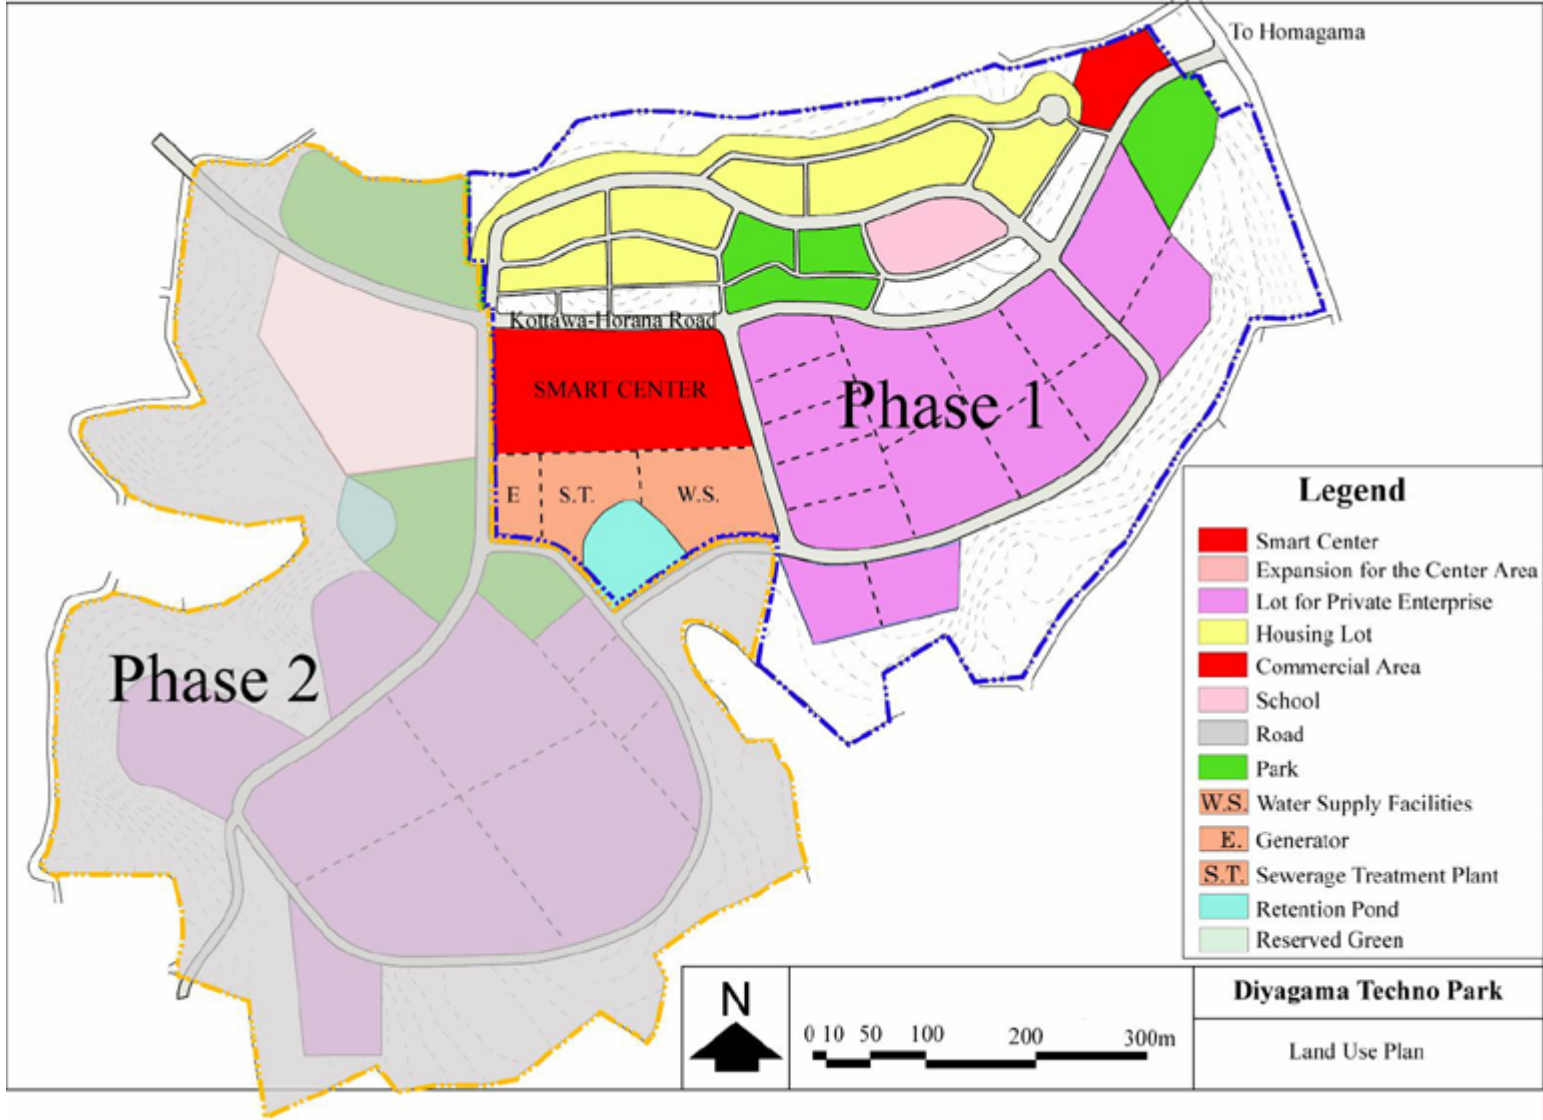 To Homagama
Kottawa-Horana Road
SMART CENTER
Phase 1
E
S.T.
W.S.
Phase 2
Legend
Smart Center
Expansion for the Center Area
Lot for Private Enterprise
Housing Lot
Commercial Area
School
Road
Park
W.S. Water Supply Facilities
E. Generator
S.T. Sewerage Treatment Plant
Retention Pond
Reserved Green
N
0 10 50 100 200 300m
Diyagama Techno Park
Land Use Plan